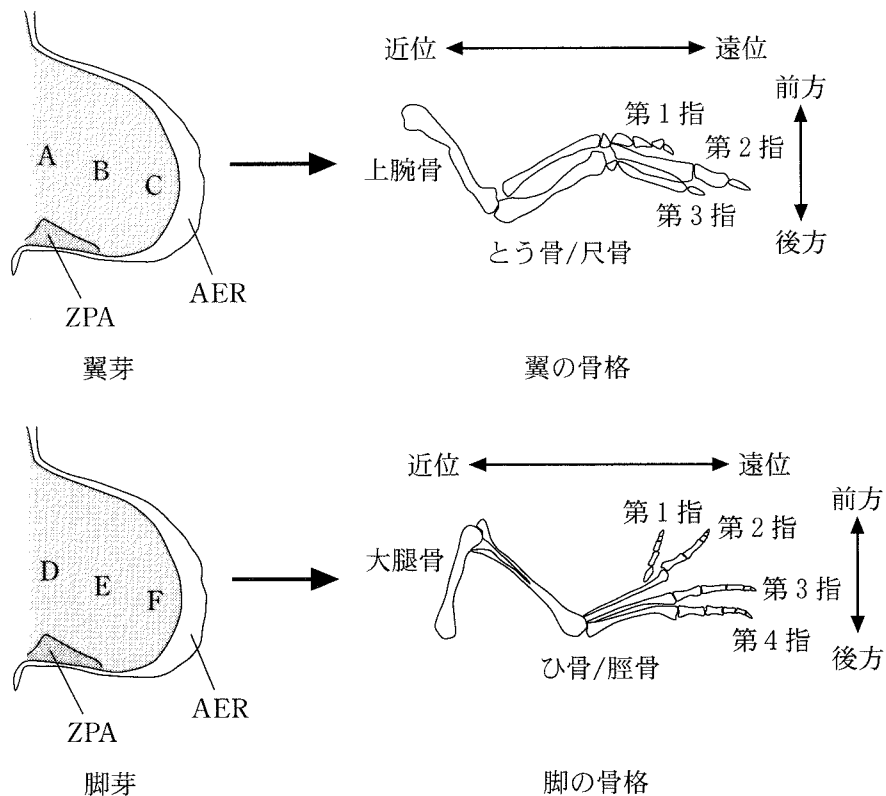 近位 遠位
前方
第1指
第2指
上腕骨
第3指
とう骨/尺骨
後方
A
B
C
AER
ZPA
翼芽
翼の骨格
近位 遠位
前方
第1指
第2指
大腿骨
第3指
第4指
ひ骨/脛骨
後方
D
E
F
AER
ZPA
脚芽
脚の骨格